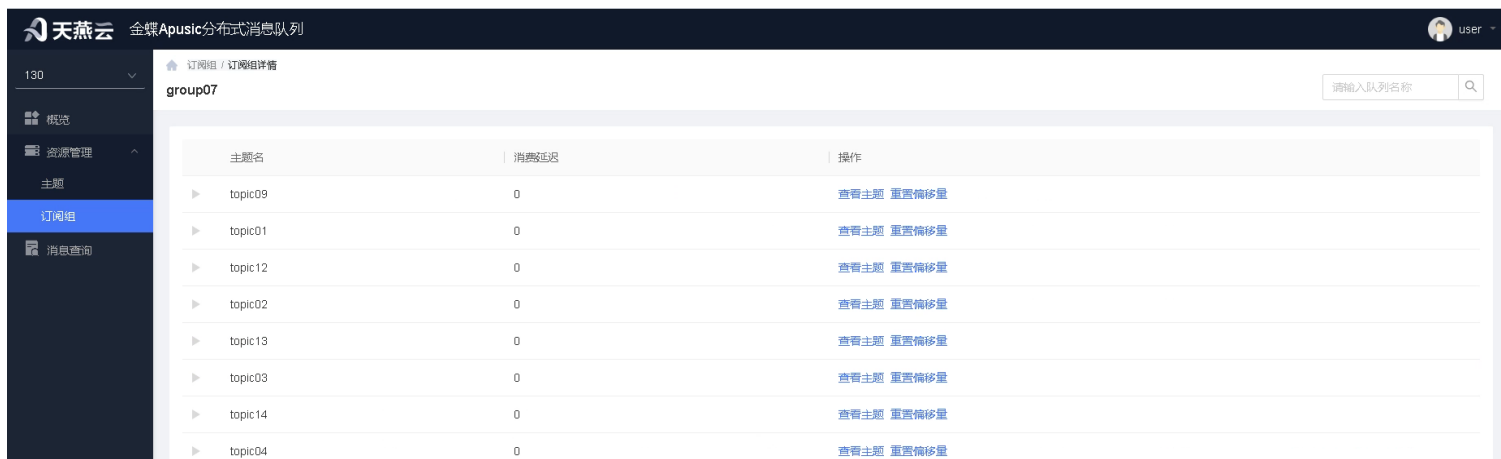 天燕云 金蝶Apusic分布式消息队列
user
130
订阅组 / 订阅组详情
group07
请输入队列名称
概览
资源管理
主题
订阅组
消息查询
主题名 消费延迟 操作
topic09 0 查看主题 重置偏移量
topic01 0 查看主题 重置偏移量
topic12 0 查看主题 重置偏移量
topic02 0 查看主题 重置偏移量
topic13 0 查看主题 重置偏移量
topic03 0 查看主题 重置偏移量
topic14 0 查看主题 重置偏移量
topic04 0 查看主题 重置偏移量